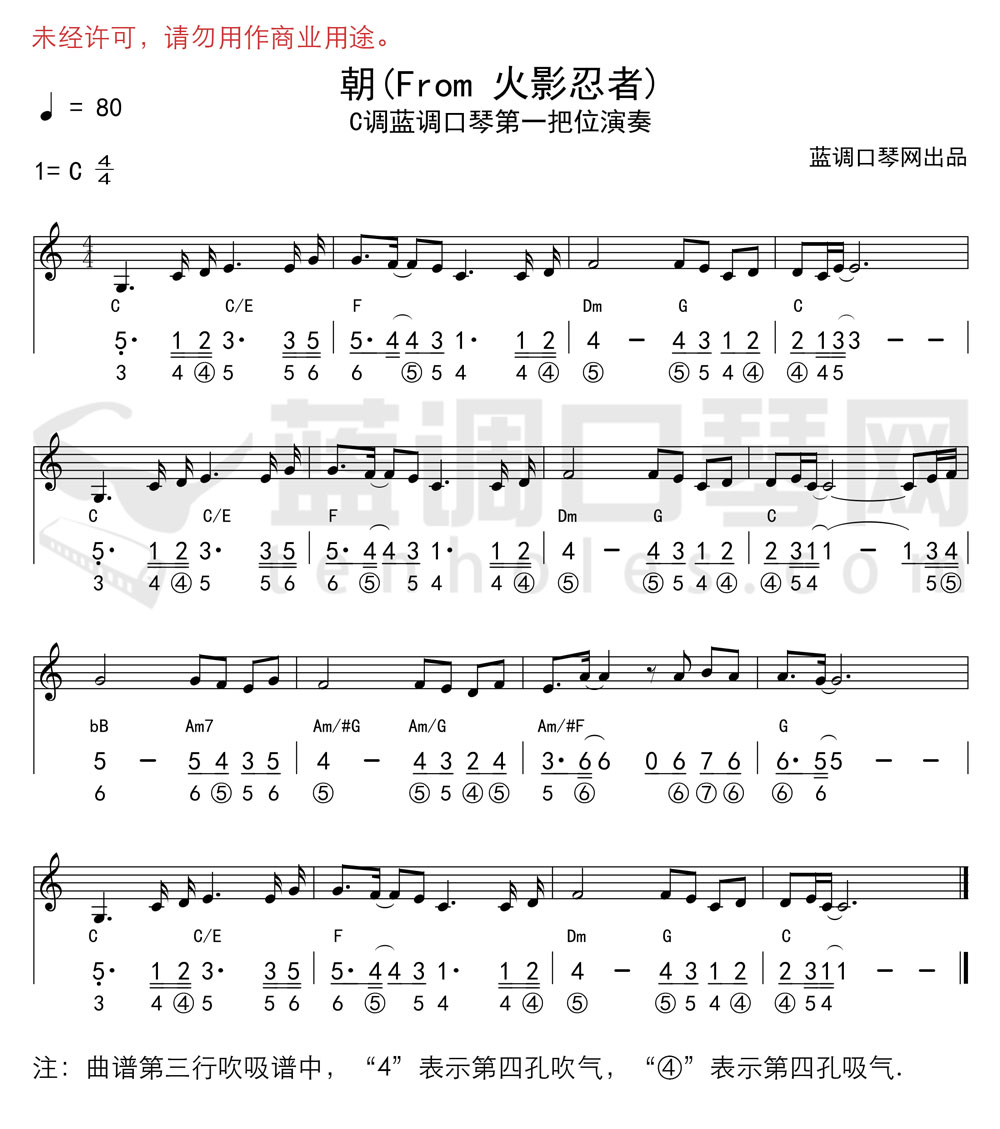 未经许可，请勿用作商业用途。
朝(From 火影忍者)
♩ = 80
C调蓝调口琴第一把位演奏
蓝调口琴网出品
1= C 4/4
C C/E F Dm G C
5· 1 2 3· 3 5 | 5· 4 4 3 1· 1 2 | 4 － 4 3 1 2 | 2 1 3 3 － －
3 4 ④ 5 5 6 6 ⑤ 5 4 4 ④ ⑤ ⑤ 5 4 ④ ④ 4 5
蓝调口琴网
tenholes.com
C C/E F Dm G C
5· 1 2 3· 3 5 | 5· 4 4 3 1· 1 2 | 4 － 4 3 1 2 | 2 3 1 1 － 1 3 4
3 4 ④ 5 5 6 6 ⑤ 5 4 4 ④ ⑤ ⑤ 5 4 ④ ④ 5 4 5 ⑤
bB Am7 Am/#G Am/G Am/#F G
5 － 5 4 3 5 | 4 － 4 3 2 4 | 3· 6 6 0 6 7 6 | 6· 5 5 － －
6 6 ⑤ 5 6 ⑤ ⑤ 5 ④ ⑤ 5 ⑥ ⑥ ⑦ ⑥ ⑥ 6
C C/E F Dm G C
5· 1 2 3· 3 5 | 5· 4 4 3 1· 1 2 | 4 － 4 3 1 2 | 2 3 1 1 － －
3 4 ④ 5 5 6 6 ⑤ 5 4 4 ④ ⑤ ⑤ 5 4 ④ ④ 5 4
注：曲谱第三行吹吸谱中，“4”表示第四孔吹气，“④”表示第四孔吸气.